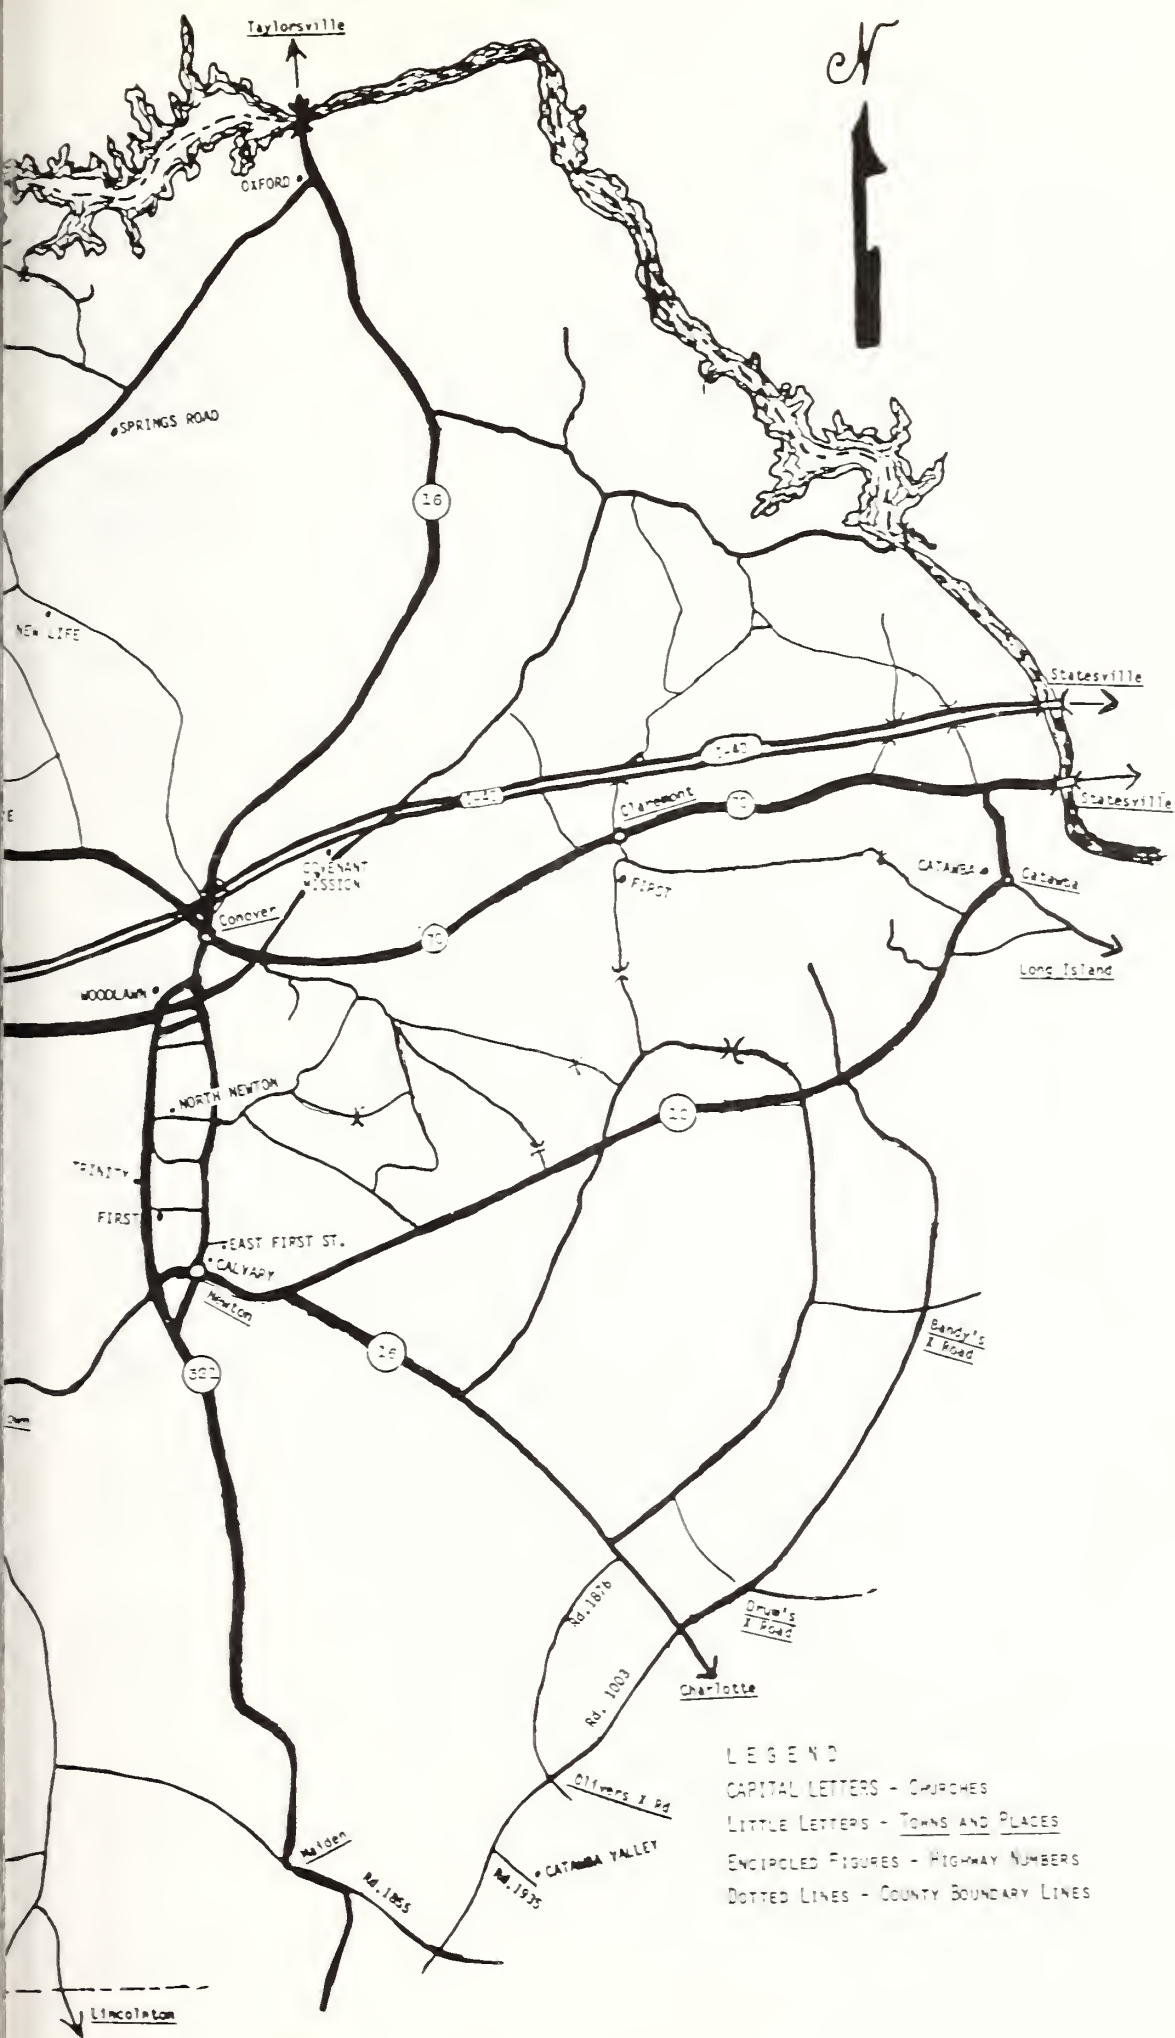 Taylorsville
N
OXFORD
SPRINGS ROAD
16
NEW LIFE
Statesville
I-40
I-40
Claremont
70
Statesville
COVENANT
MISSION
FIRST
CATAWBA
Catawba
Conover
70
Long Island
WOODLAWN
NORTH NEWTON
10
TRINITY
FIRST
EAST FIRST ST.
CALVARY
Newton
Bandy's
X Road
16
321
Rd. 1876
Drum's
X Road
Rd. 1003
Charlotte
Olivers X Rd
Maiden
CATAWBA VALLEY
Rd. 1855
Rd. 1935
LEGEND
CAPITAL LETTERS - CHURCHES
LITTLE LETTERS - TOWNS AND PLACES
ENCIRCLED FIGURES - HIGHWAY NUMBERS
DOTTED LINES - COUNTY BOUNDARY LINES
Lincolnton